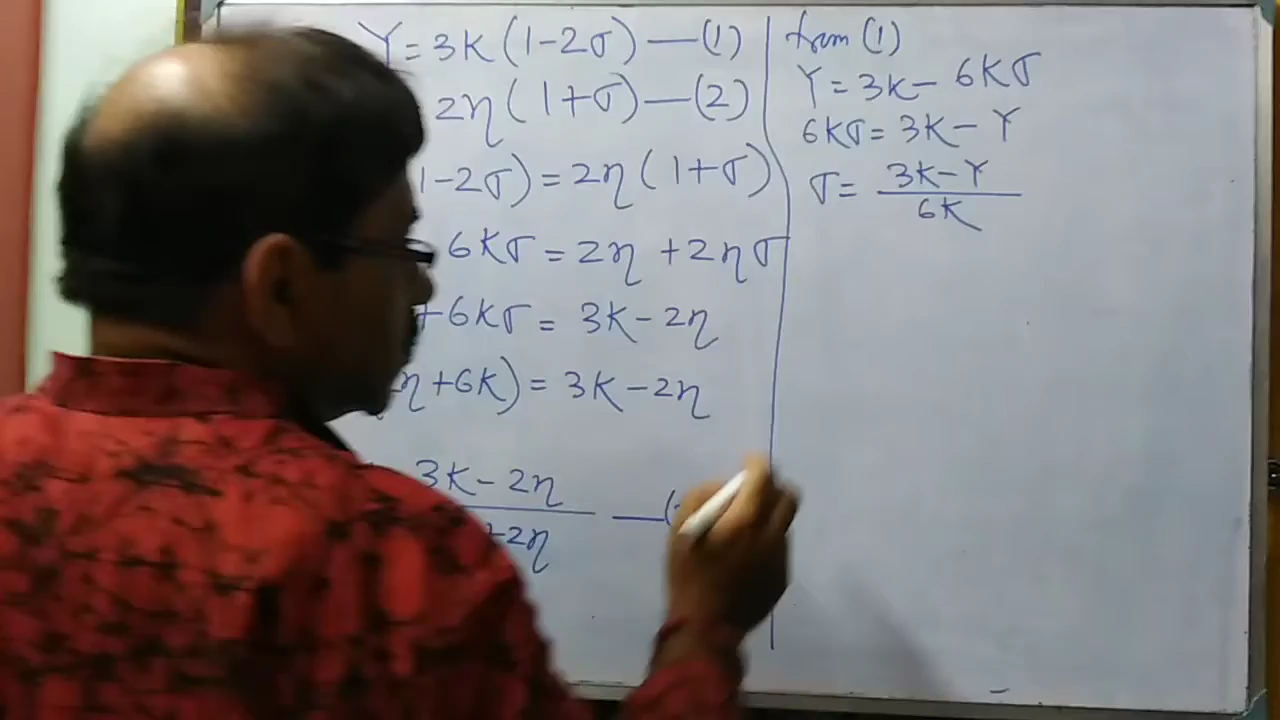 Y = 3K (1-2σ) — (1)
2η (1+σ) — (2)
1-2σ) = 2η (1+σ)
6Kσ = 2η + 2ησ
+6Kσ = 3K - 2η
η + 6K) = 3K - 2η
3K - 2η —(
+2η
from (1)
Y = 3K - 6Kσ
6Kσ = 3K - Y
σ = 3K - Y
6K